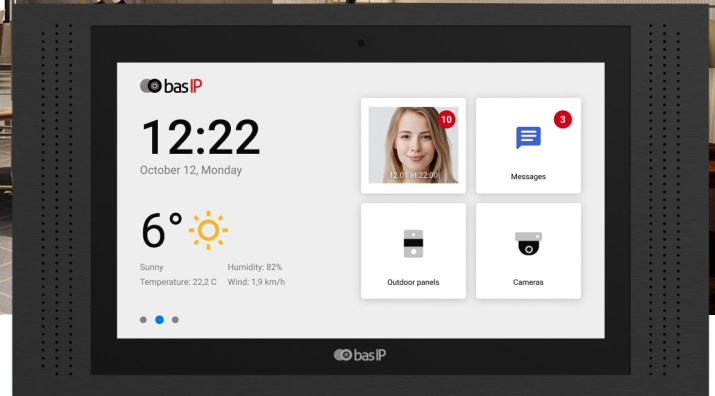 bas IP
12:22
October 12, Monday
10
12.01 at 22:00
3
Messages
6°
Sunny
Humidity: 82%
Temperature: 22,2 C
Wind: 1,9 km/h
Outdoor panels
Cameras
bas IP